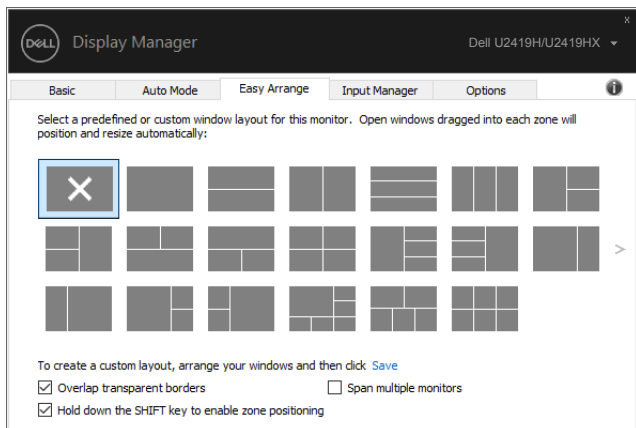 x
DELL Display Manager Dell U2419H/U2419HX
Basic Auto Mode Easy Arrange Input Manager Options
Select a predefined or custom window layout for this monitor. Open windows dragged into each zone will
position and resize automatically:
>
To create a custom layout, arrange your windows and then click Save
Overlap transparent borders Span multiple monitors
Hold down the SHIFT key to enable zone positioning